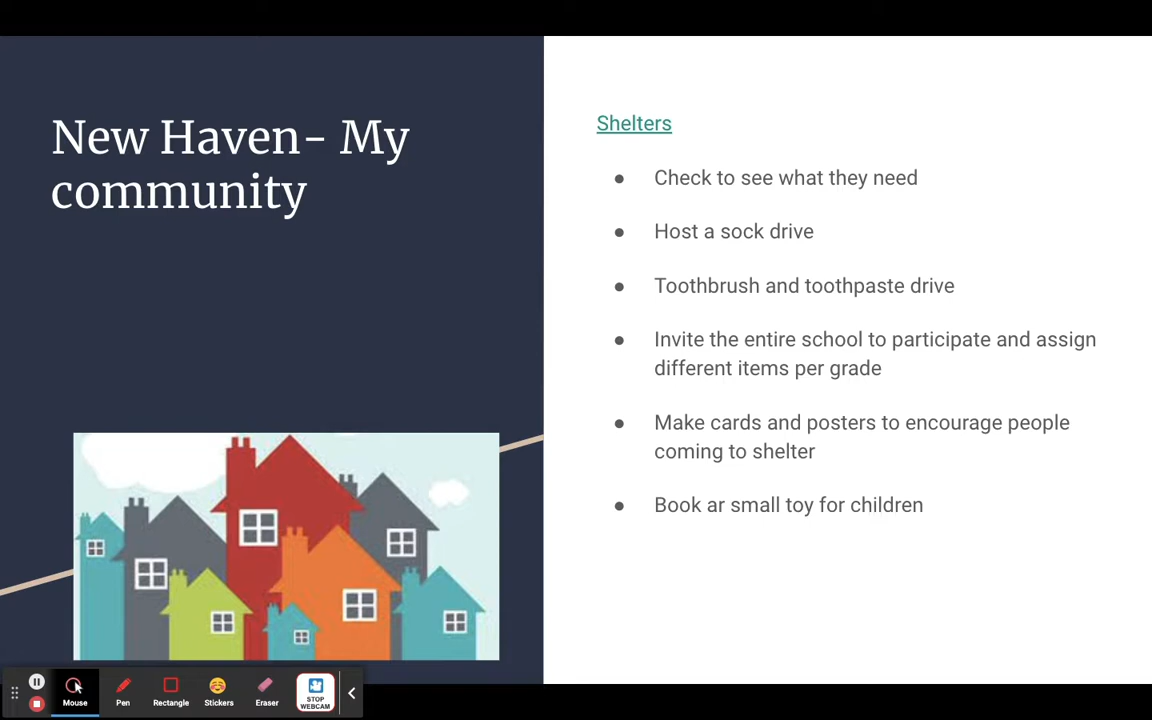 New Haven- My
community
Shelters
● Check to see what they need
● Host a sock drive
● Toothbrush and toothpaste drive
● Invite the entire school to participate and assign
different items per grade
● Make cards and posters to encourage people
coming to shelter
● Book ar small toy for children
Mouse
Pen
Rectangle
Stickers
Eraser
STOP
WEBCAM